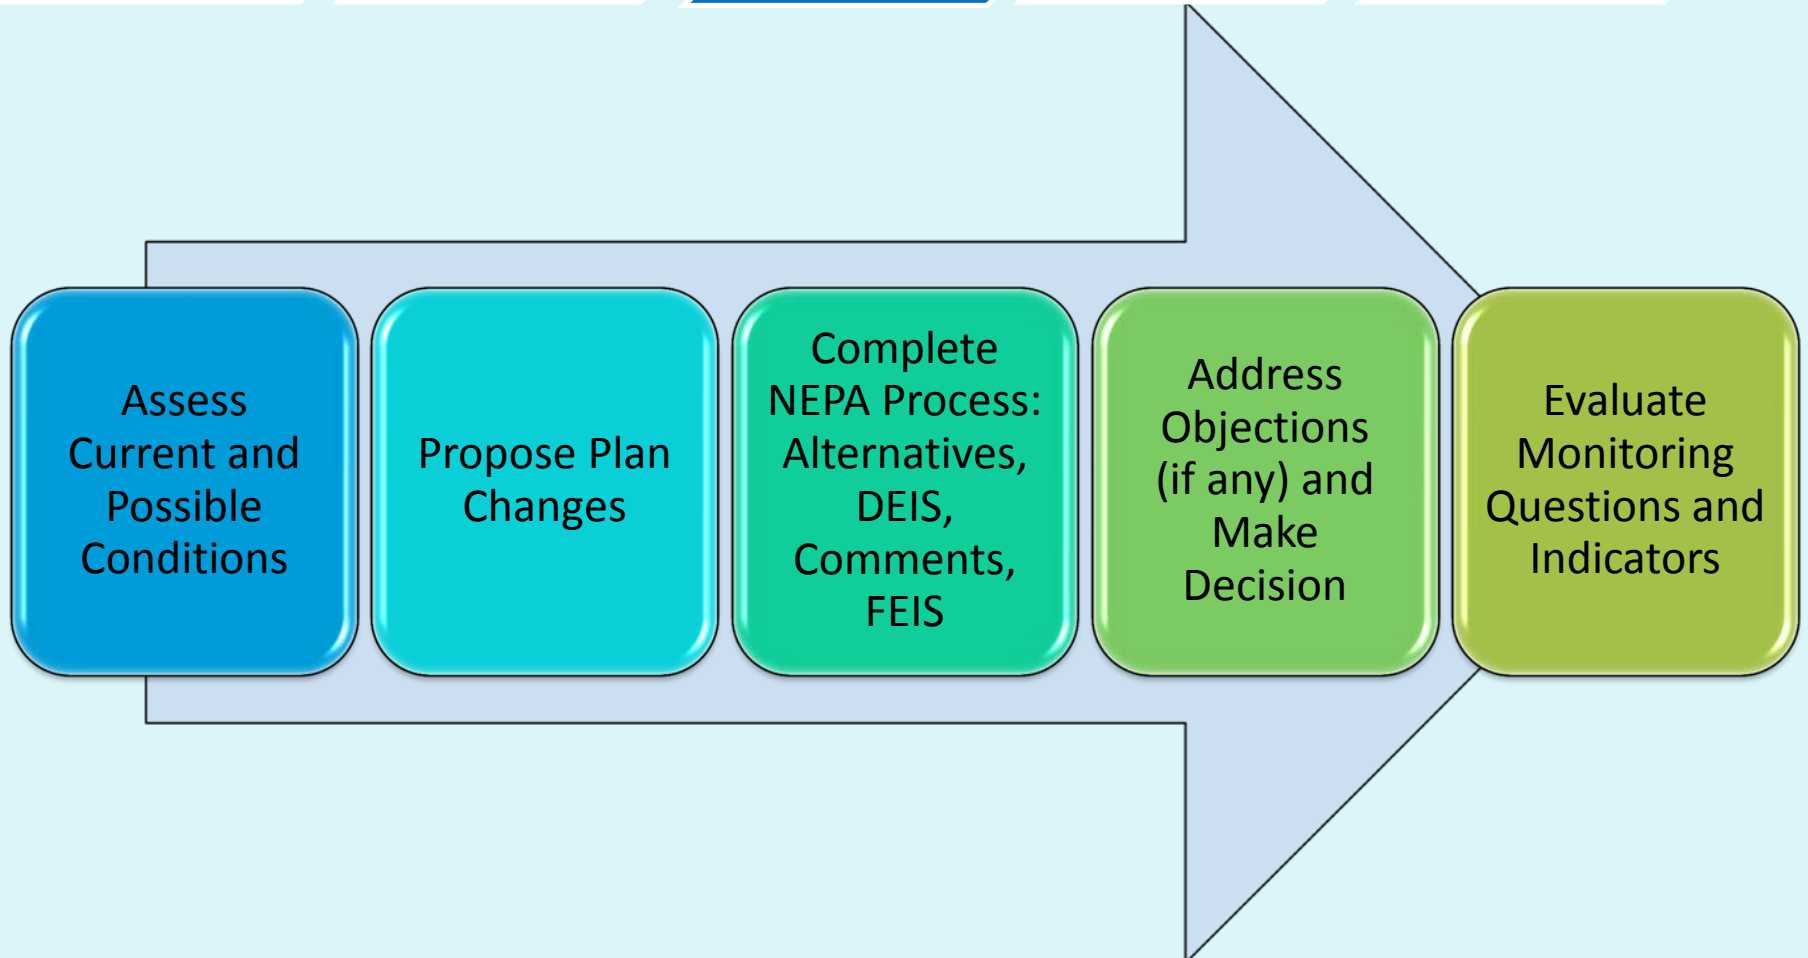 Assess
Current and
Possible
Conditions
Propose Plan
Changes
Complete
NEPA Process:
Alternatives,
DEIS,
Comments,
FEIS
Address
Objections
(if any) and
Make
Decision
Evaluate
Monitoring
Questions and
Indicators